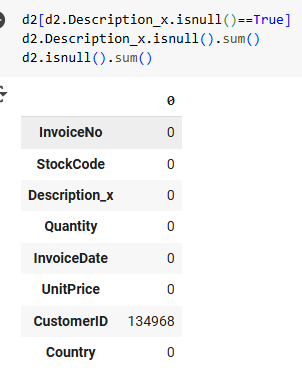 d2[d2.Description_x.isnull()==True]
d2.Description_x.isnull().sum()
d2.isnull().sum()
0
InvoiceNo 0
StockCode 0
Description_x 0
Quantity 0
InvoiceDate 0
UnitPrice 0
CustomerID 134968
Country 0